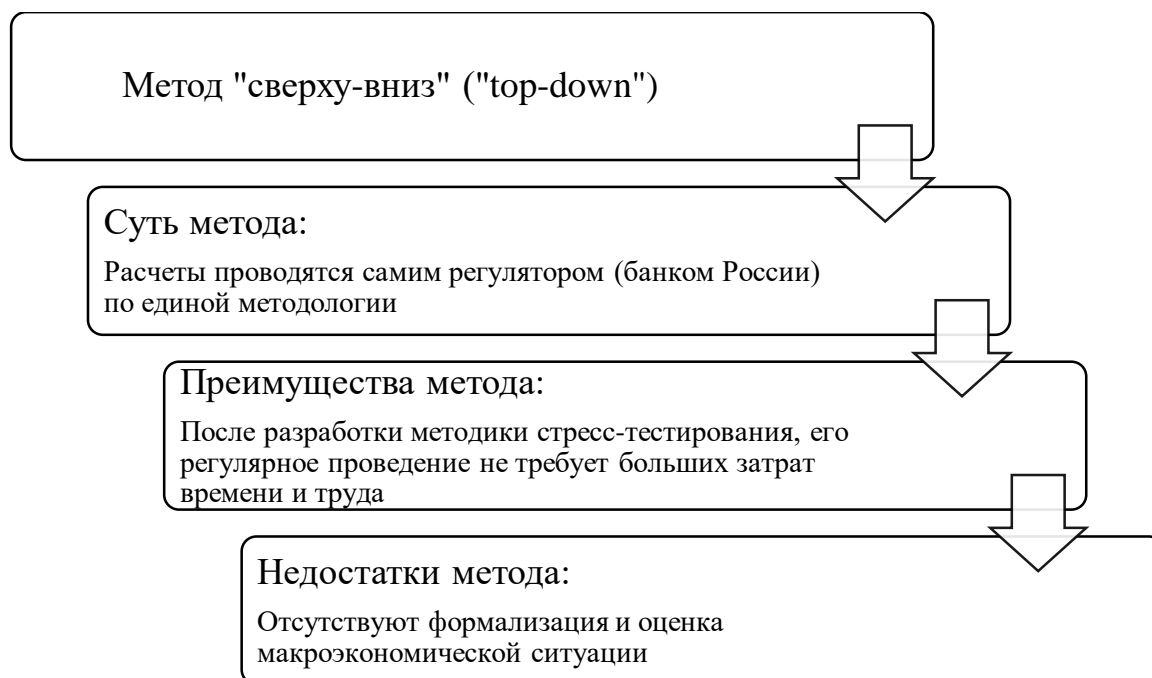 Метод "сверху-вниз" ("top-down")
Суть метода:
Расчеты проводятся самим регулятором (банком России)
по единой методологии
Преимущества метода:
После разработки методики стресс-тестирования, его
регулярное проведение не требует больших затрат
времени и труда
Недостатки метода:
Отсутствуют формализация и оценка
макроэкономической ситуации